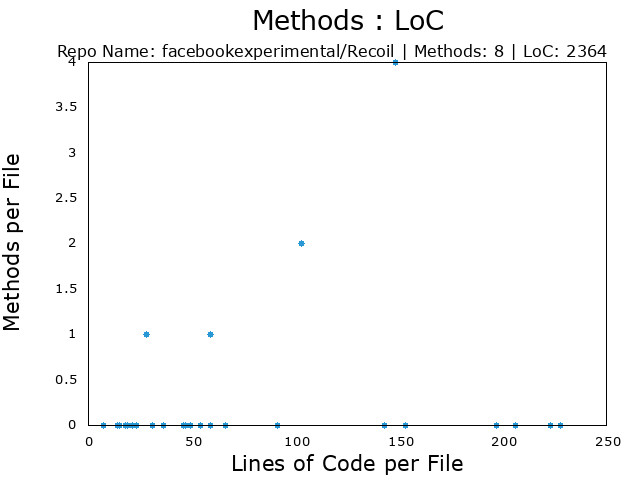 Methods : LoC
Repo Name: facebookexperimental/Recoil | Methods: 8 | LoC: 2364
4
3.5
3
2.5
2
1.5
1
0.5
0
Methods per File
0 50 100 150 200 250
Lines of Code per File